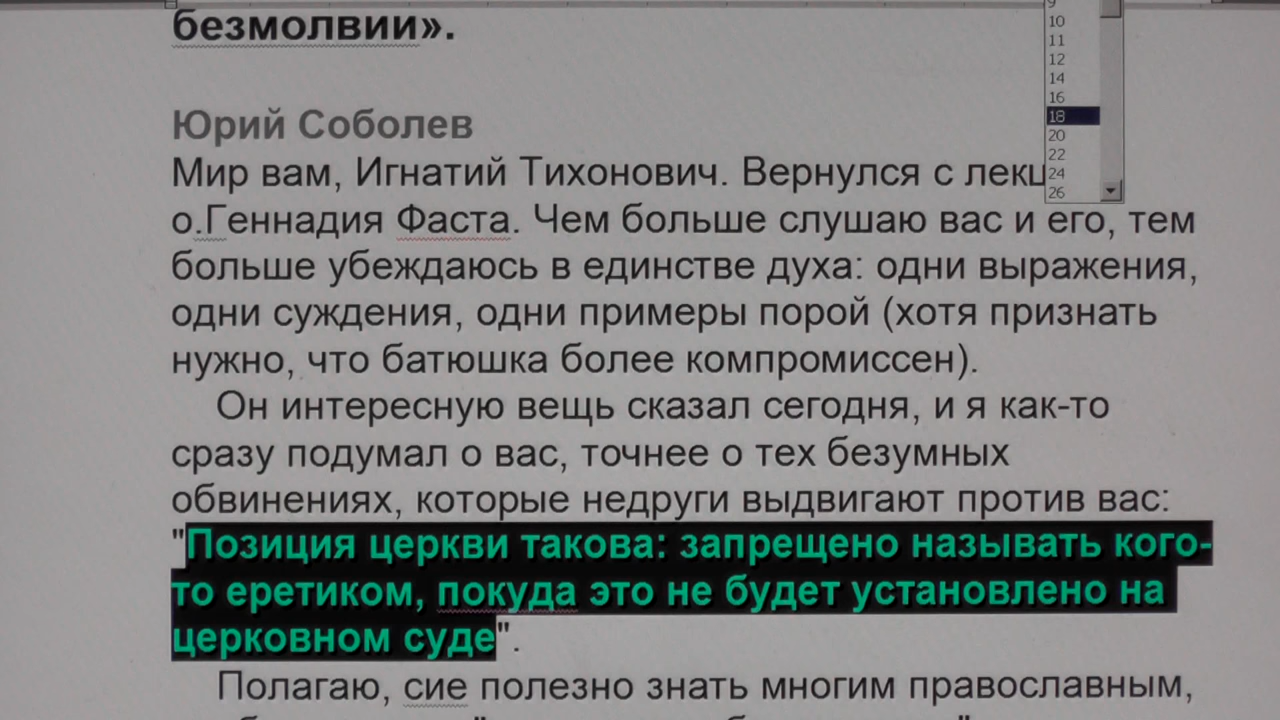 безмолвии».
9
10
11
12
14
16
18
20
22
24
26
Юрий Соболев
Мир вам, Игнатий Тихонович. Вернулся с лекц
о.Геннадия Фаста. Чем больше слушаю вас и его, тем
больше убеждаюсь в единстве духа: одни выражения,
одни суждения, одни примеры порой (хотя признать
нужно, что батюшка более компромиссен).
Он интересную вещь сказал сегодня, и я как-то
сразу подумал о вас, точнее о тех безумных
обвинениях, которые недруги выдвигают против вас:
"Позиция церкви такова: запрещено называть кого-
то еретиком, покуда это не будет установлено на
церковном суде".
Полагаю, сие полезно знать многим православным,